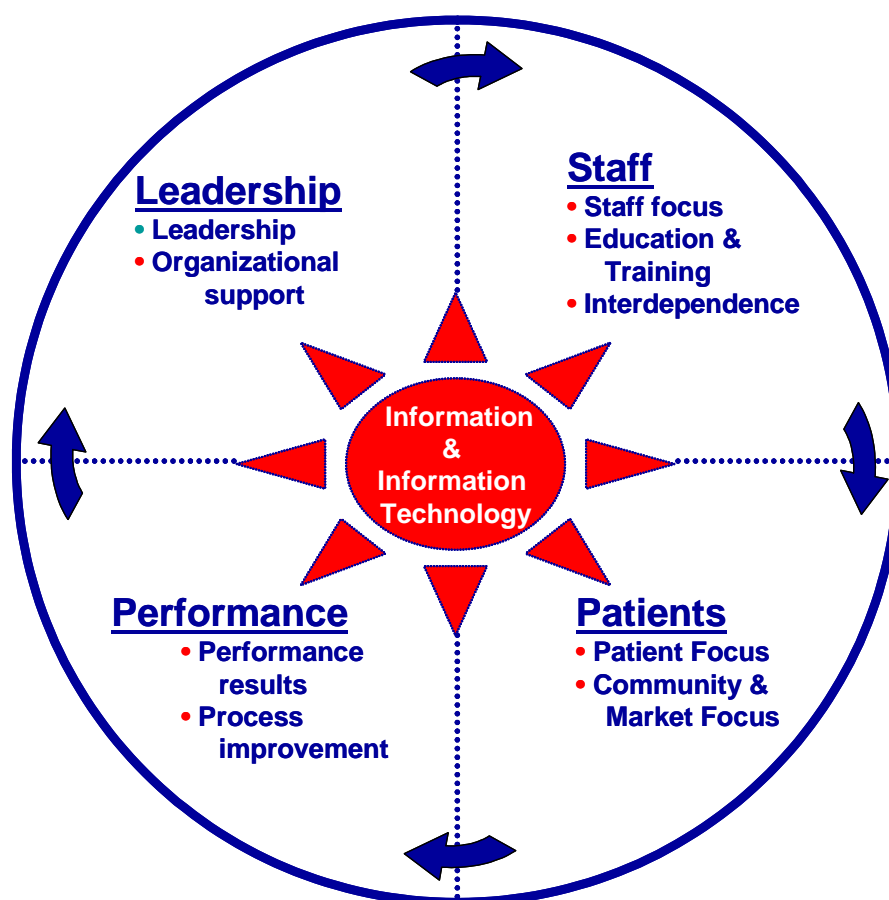 Leadership
• Leadership
• Organizational
support
Staff
• Staff focus
• Education &
Training
• Interdependence
Information
&
Information
Technology
Performance
• Performance
results
• Process
improvement
Patients
• Patient Focus
• Community &
Market Focus